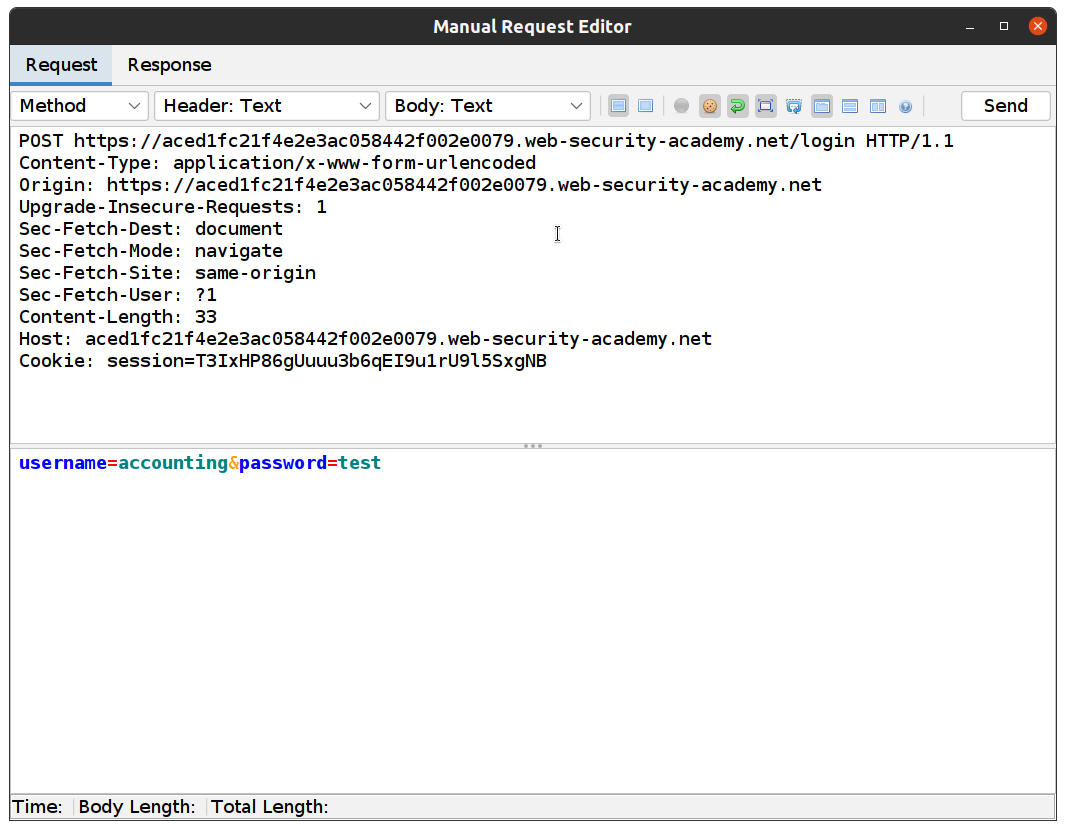 Manual Request Editor
Request Response
Method Header: Text Body: Text Send
POST https://aced1fc21f4e2e3ac058442f002e0079.web-security-academy.net/login HTTP/1.1
Content-Type: application/x-www-form-urlencoded
Origin: https://aced1fc21f4e2e3ac058442f002e0079.web-security-academy.net
Upgrade-Insecure-Requests: 1
Sec-Fetch-Dest: document
Sec-Fetch-Mode: navigate
Sec-Fetch-Site: same-origin
Sec-Fetch-User: ?1
Content-Length: 33
Host: aced1fc21f4e2e3ac058442f002e0079.web-security-academy.net
Cookie: session=T3IxHP86gUuuu3b6qEI9u1rU9l5SxgNB
username=accounting&password=test
Time: Body Length: Total Length: